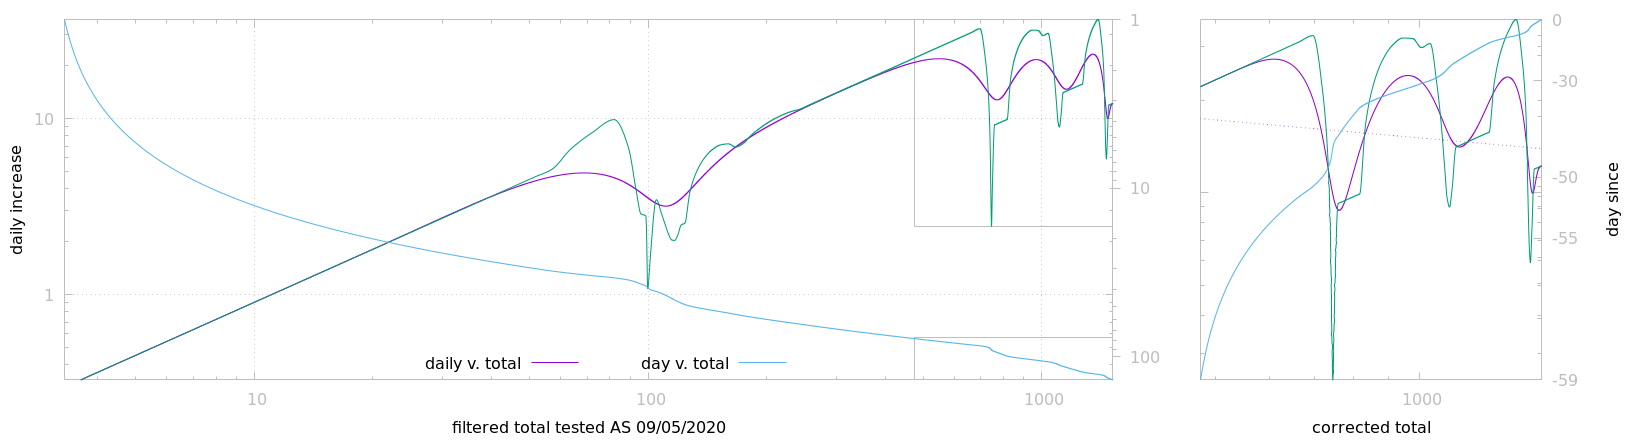 daily increase
10
1
daily v. total
day v. total
10
100
1000
filtered total tested AS 09/05/2020
1
10
100
1000
corrected total
0
-30
-50
-55
-59
day since